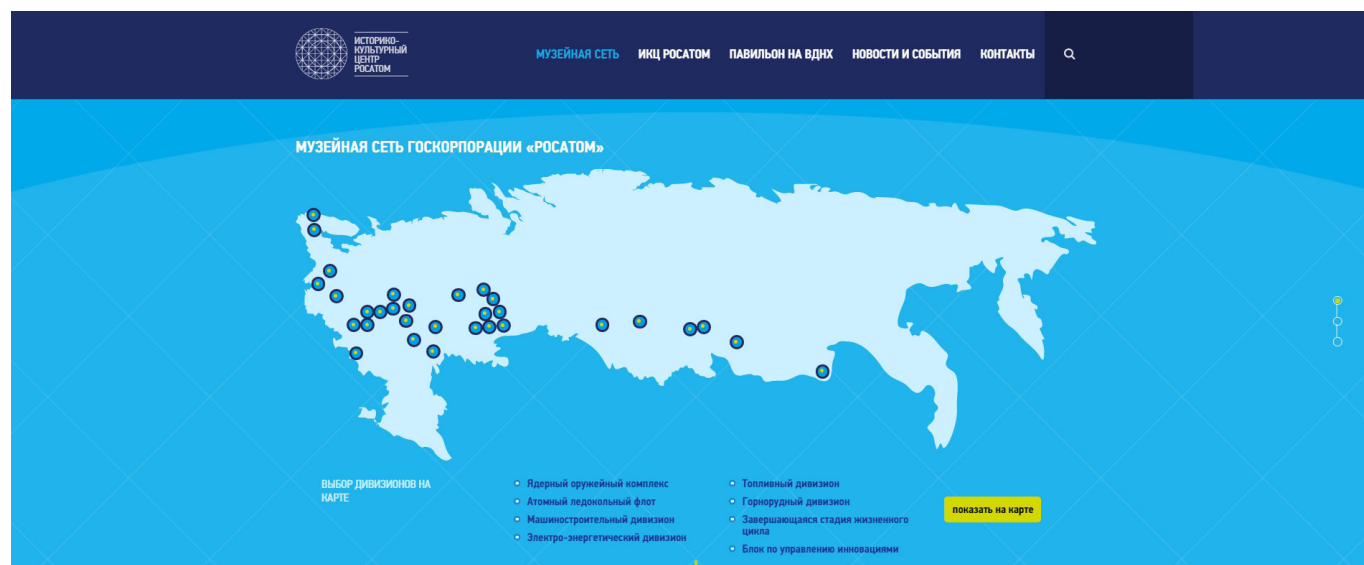 ИСТОРИКО-
КУЛЬТУРНЫЙ
ЦЕНТР
РОСАТОМ
МУЗЕЙНАЯ СЕТЬ ИКЦ РОСАТОМ ПАВИЛЬОН НА ВДНХ НОВОСТИ И СОБЫТИЯ КОНТАКТЫ
МУЗЕЙНАЯ СЕТЬ ГОСКОРПОРАЦИИ «РОСАТОМ»
ВЫБОР ДИВИЗИОНОВ НА
КАРТЕ
Ядерный оружейный комплекс
Атомный ледокольный флот
Машиностроительный дивизион
Электро-энергетический дивизион
Топливный дивизион
Горнорудный дивизион
Завершающаяся стадия жизненного
цикла
Блок по управлению инновациями
показать на карте